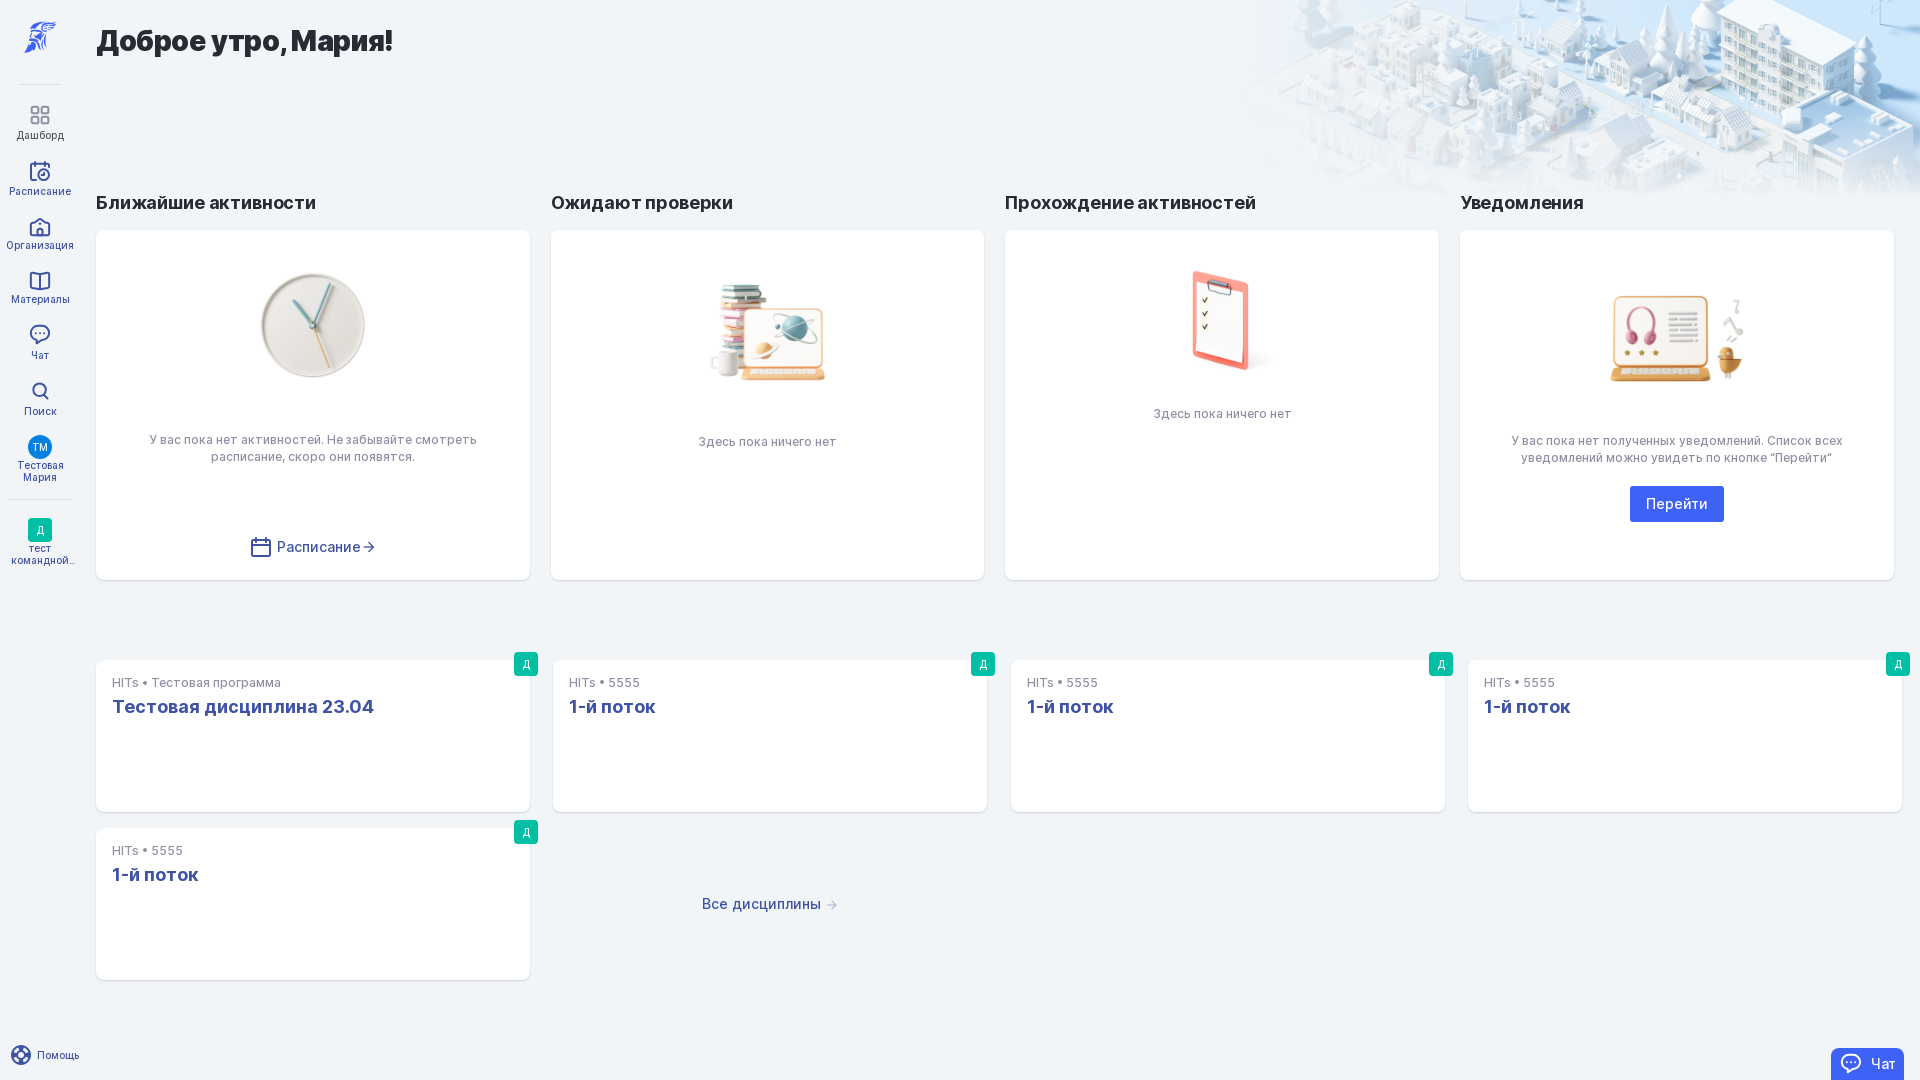 Доброе утро, Мария!
Дашборд
Расписание
Организация
Материалы
Чат
Поиск
ТМ
Тестовая
Мария
Д
тест
командной...
Помощь
Ближайшие активности
У вас пока нет активностей. Не забывайте смотреть
расписание, скоро они появятся.
Расписание
Ожидают проверки
Здесь пока ничего нет
Прохождение активностей
Здесь пока ничего нет
Уведомления
У вас пока нет полученных уведомлений. Список всех
уведомлений можно увидеть по кнопке “Перейти“
Перейти
Д
HITs • Тестовая программа
Тестовая дисциплина 23.04
Д
HITs • 5555
1-й поток
Д
HITs • 5555
1-й поток
Д
HITs • 5555
1-й поток
Д
HITs • 5555
1-й поток
Все дисциплины
Чат